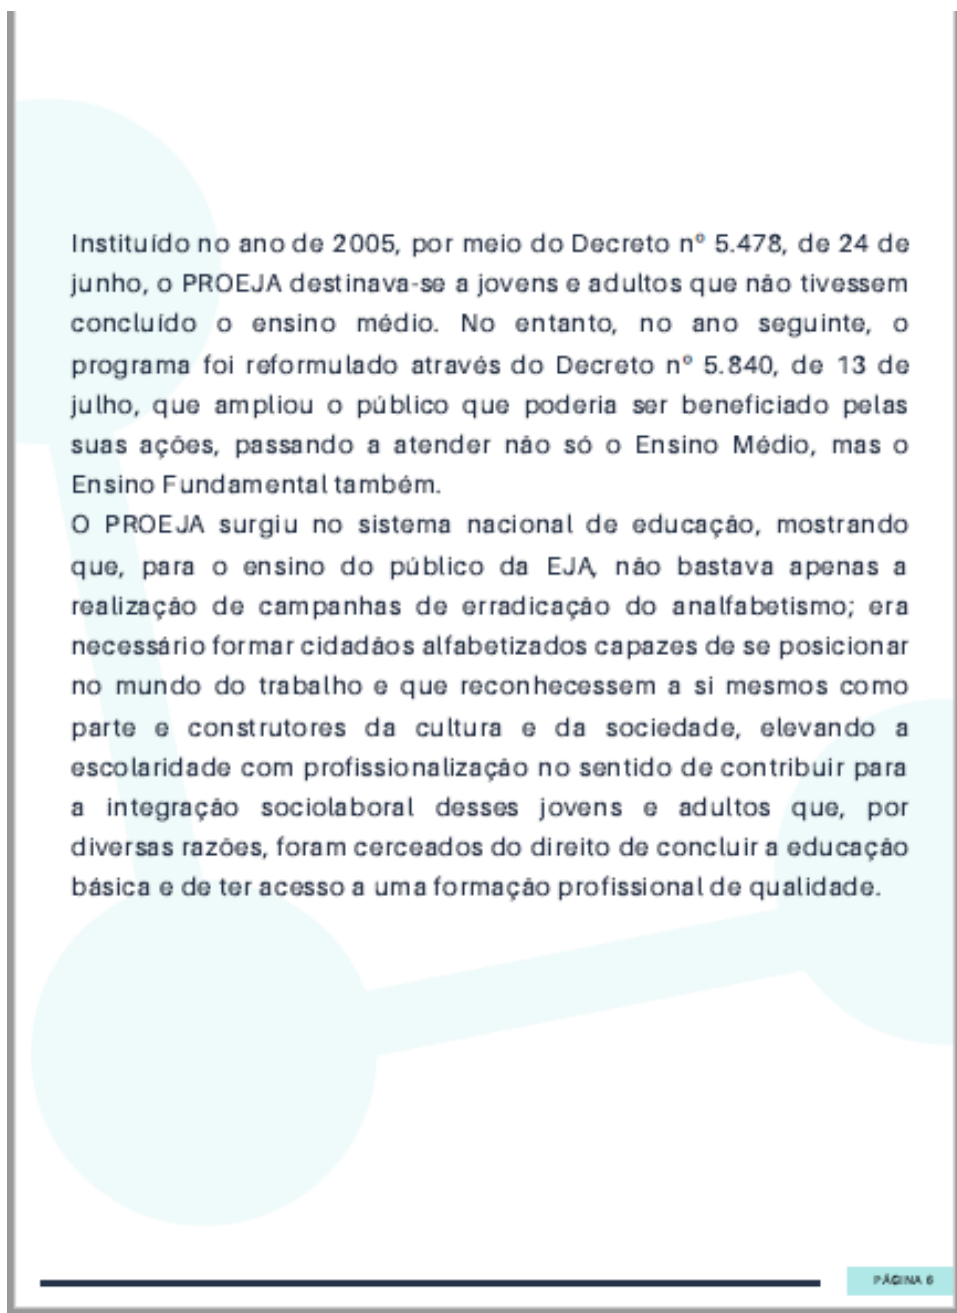 Instituído no ano de 2005, por meio do Decreto nº 5.478, de 24 de
junho, o PROEJA destinava-se a jovens e adultos que não tivessem
concluído o ensino médio. No entanto, no ano seguinte, o
programa foi reformulado através do Decreto nº 5.840, de 13 de
julho, que ampliou o público que poderia ser beneficiado pelas
suas ações, passando a atender não só o Ensino Médio, mas o
Ensino Fundamental também.
O PROEJA surgiu no sistema nacional de educação, mostrando
que, para o ensino do público da EJA, não bastava apenas a
realização de campanhas de erradicação do analfabetismo; era
necessário formar cidadãos alfabetizados capazes de se posicionar
no mundo do trabalho e que reconhecessem a si mesmos como
parte e construtores da cultura e da sociedade, elevando a
escolaridade com profissionalização no sentido de contribuir para
a integração sociolaboral desses jovens e adultos que, por
diversas razões, foram cerceados do direito de concluir a educação
básica e de ter acesso a uma formação profissional de qualidade.
PÁGINA 6